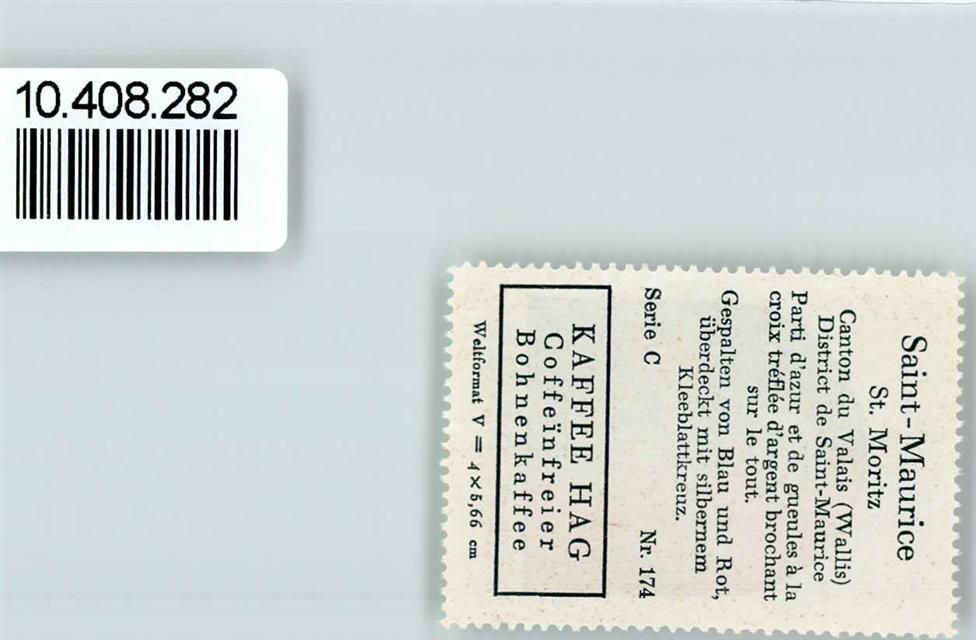 10.408.282
Saint-Maurice
St. Moritz
Canton du Valais (Wallis)
District de Saint-Maurice
Parti d'azur et de gueules à la
croix tréflée d'argent brochant
sur le tout.
Gespalten von Blau und Rot,
überdeckt mit silbernem
Kleeblattkreuz.
Serie C Nr. 174
KAFFEE HAG
Coffeïnfreier
Bohnenkaffee
Weltformat V = 4 × 5,66 cm